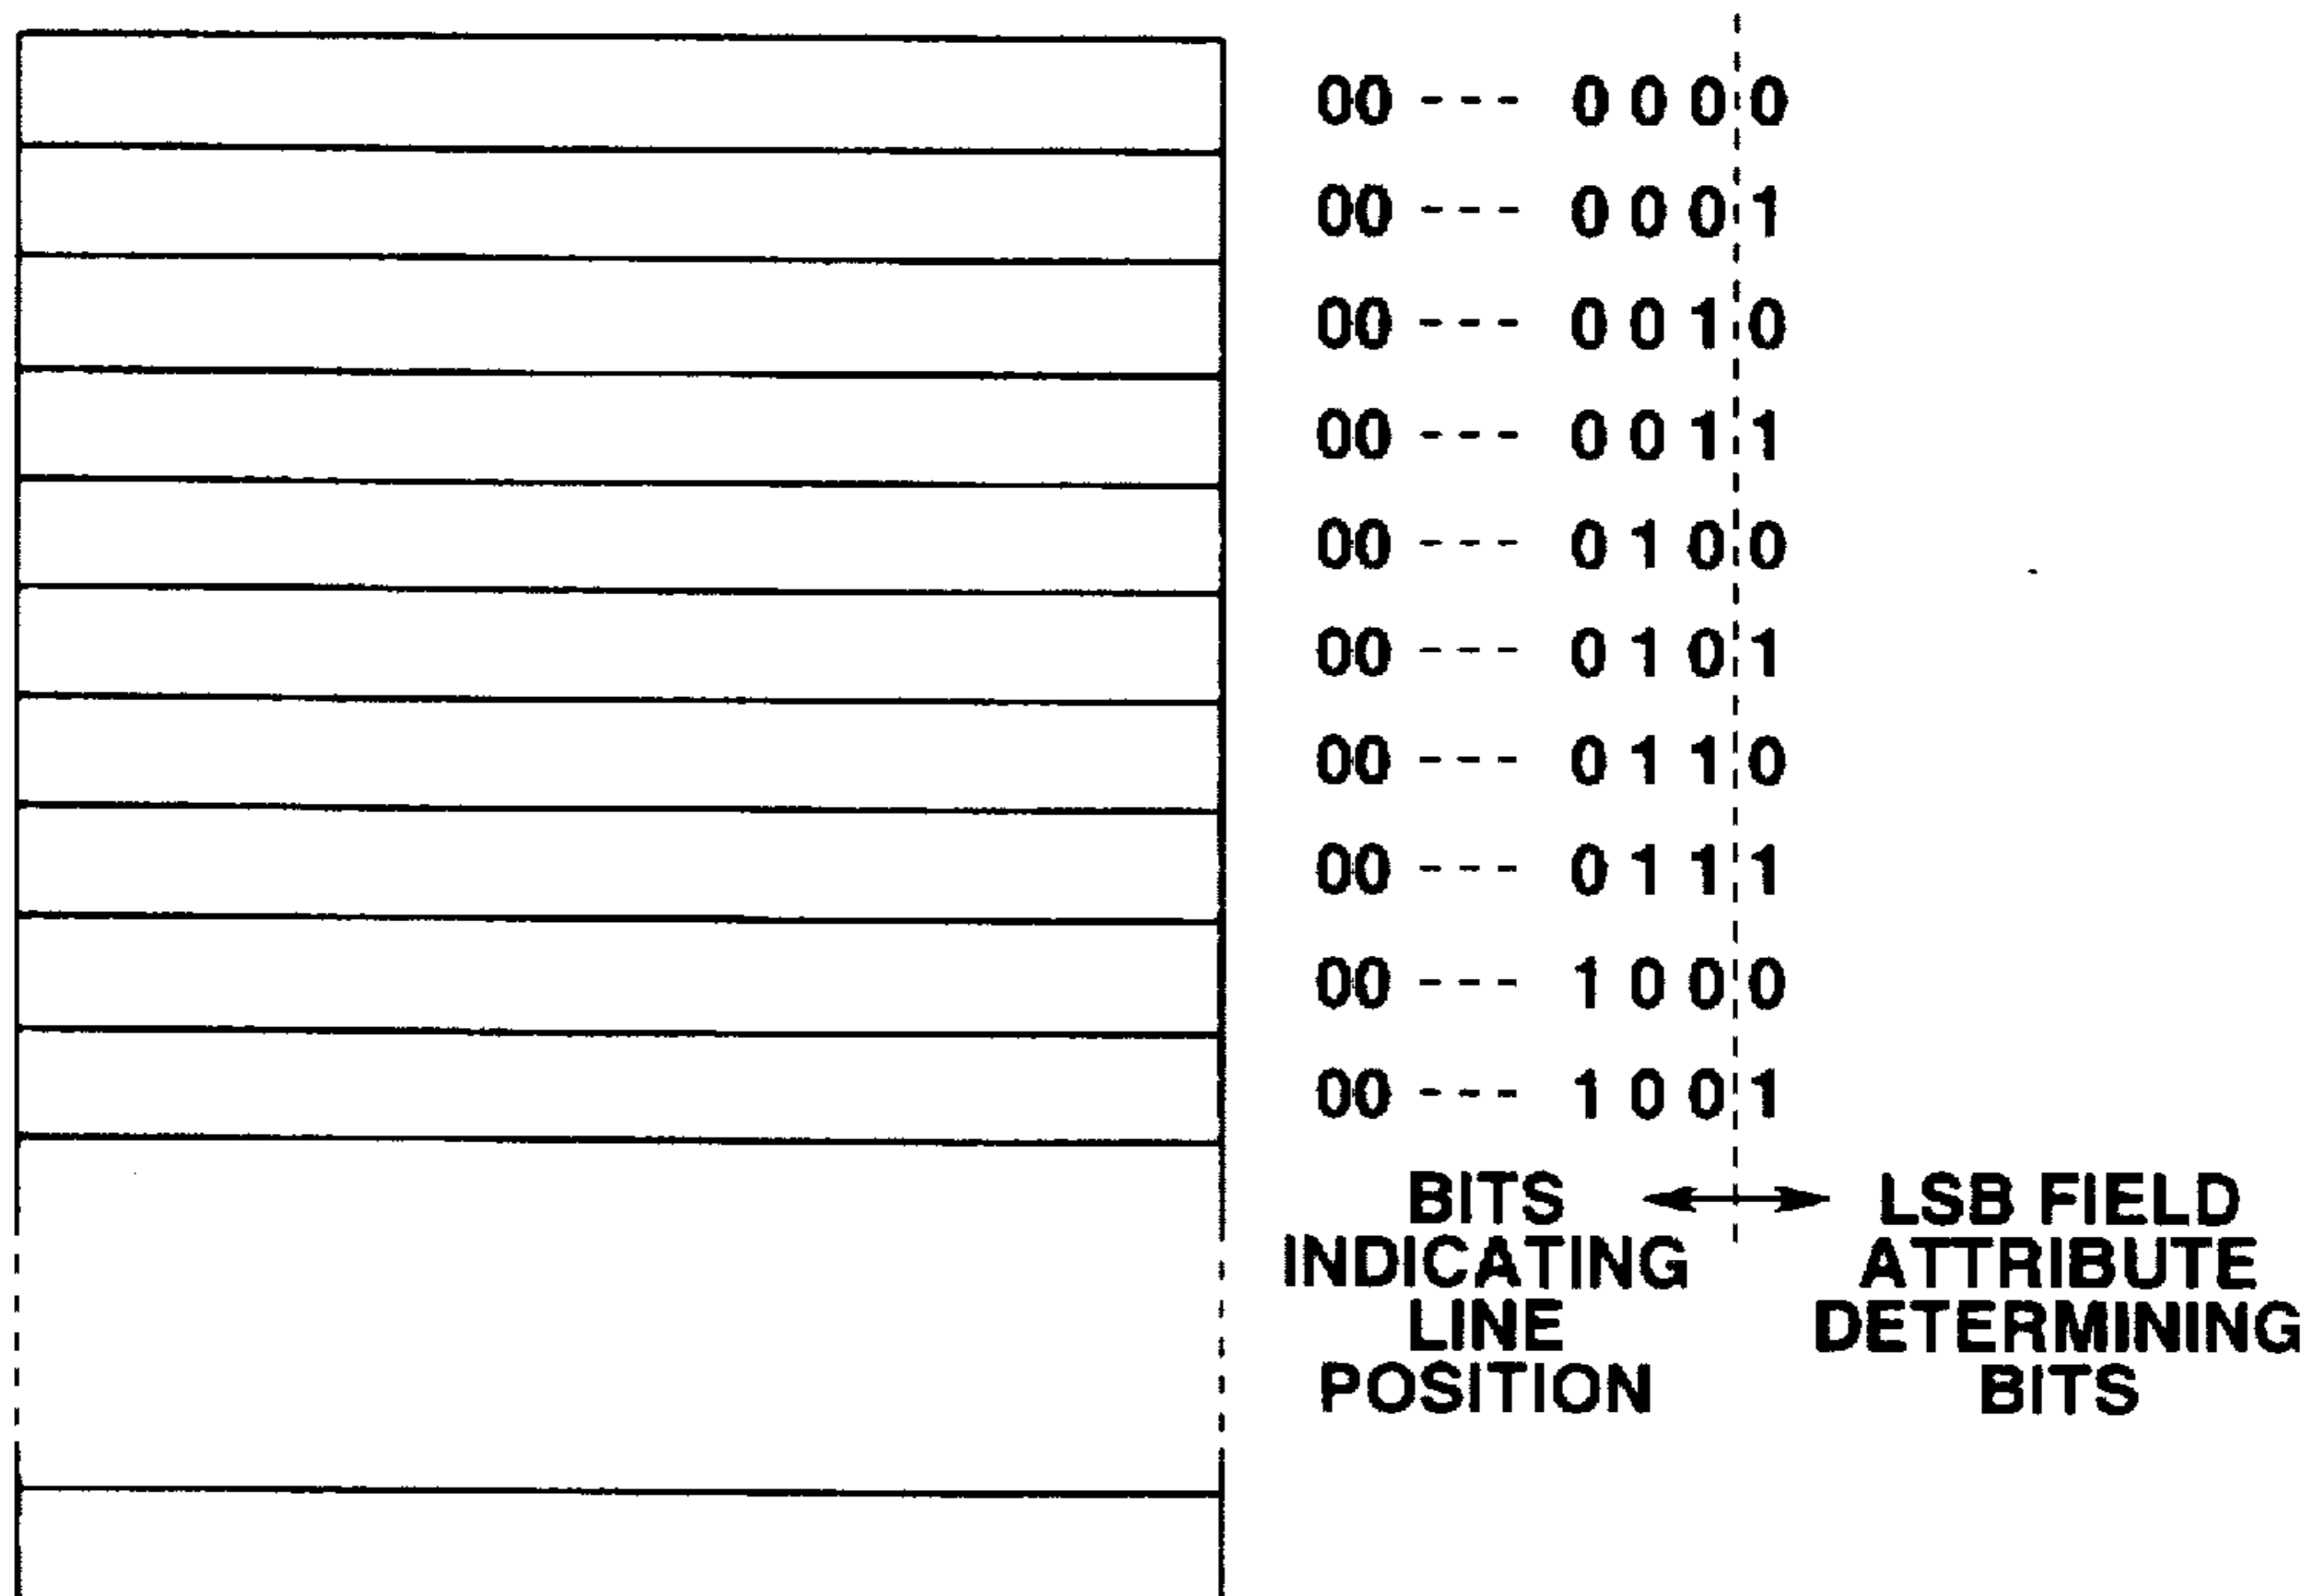 00 --- 0 0 0 0
00 --- 0 0 0 1
00 --- 0 0 1 0
00 --- 0 0 1 1
00 --- 0 1 0 0
00 --- 0 1 0 1
00 --- 0 1 1 0
00 --- 0 1 1 1
00 --- 1 0 0 0
00 --- 1 0 0 1
BITS
INDICATING
LINE
POSITION
LSB FIELD
ATTRIBUTE
DETERMINING
BITS